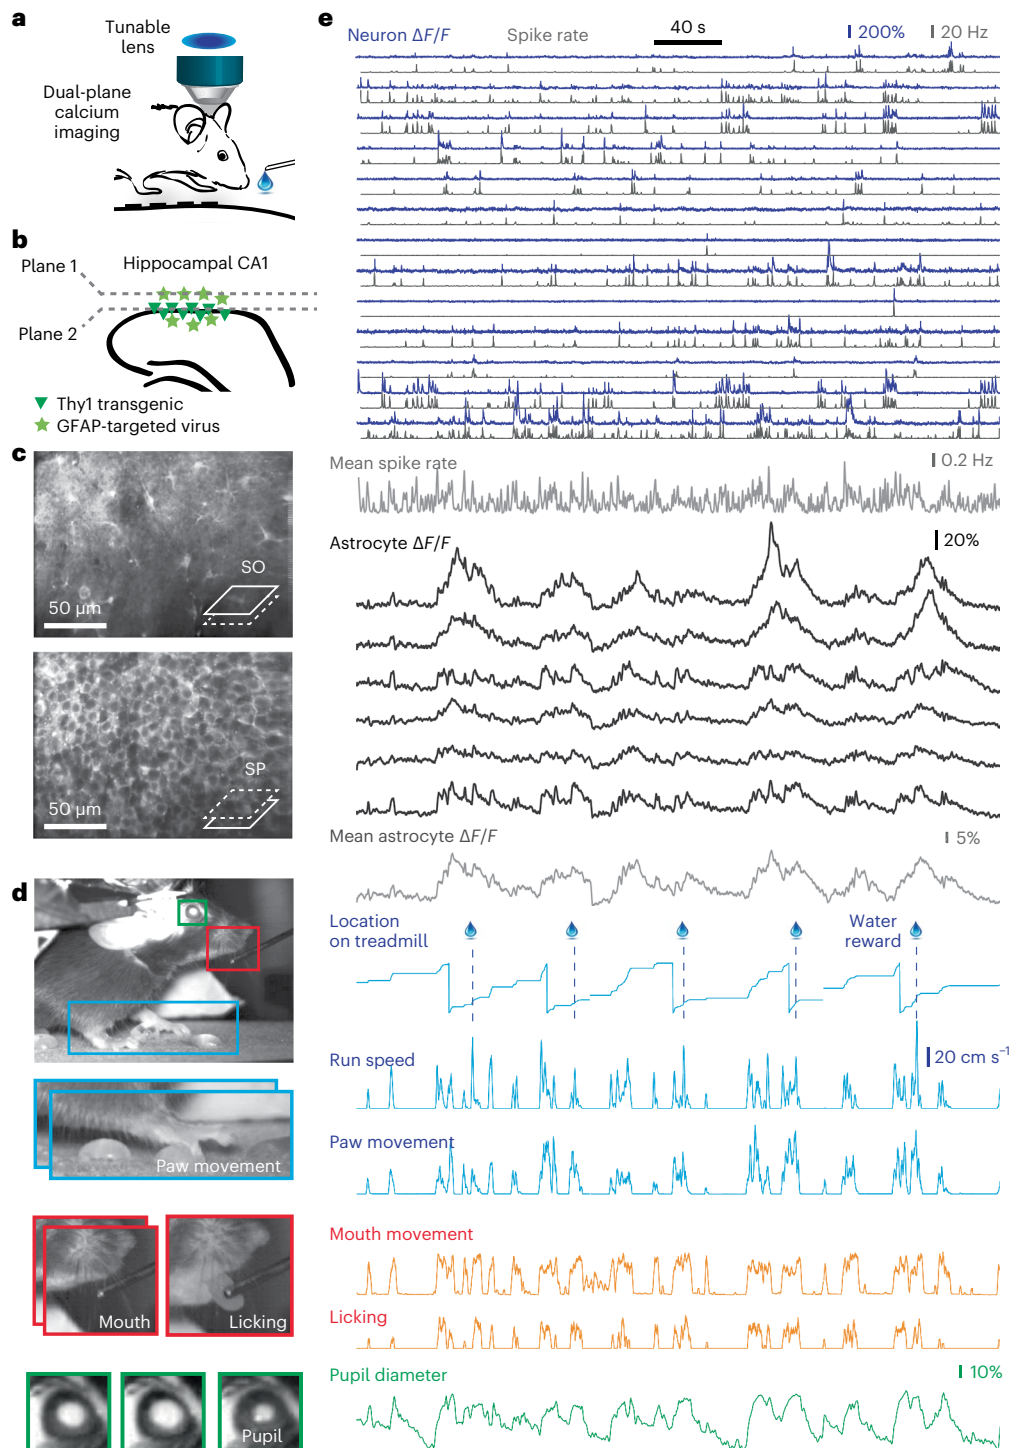 a
Tunable
lens
Dual-plane
calcium
imaging
b
Plane 1
Hippocampal CA1
Plane 2
Thy1 transgenic
GFAP-targeted virus
c
SO
50 µm
SP
50 µm
d
Paw movement
Mouth
Licking
Pupil
e
Neuron ΔF/F
Spike rate
40 s
200%
20 Hz
Mean spike rate
0.2 Hz
Astrocyte ΔF/F
20%
Mean astrocyte ΔF/F
5%
Location
on treadmill
Water
reward
Run speed
20 cm s⁻¹
Paw movement
Mouth movement
Licking
Pupil diameter
10%